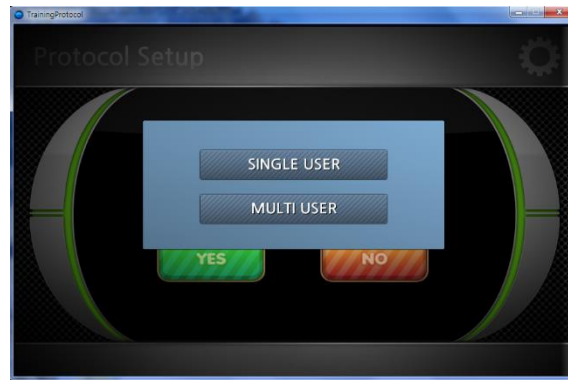 TrainingProtocol
Protocol Setup
SINGLE USER
MULTI USER
YES
NO